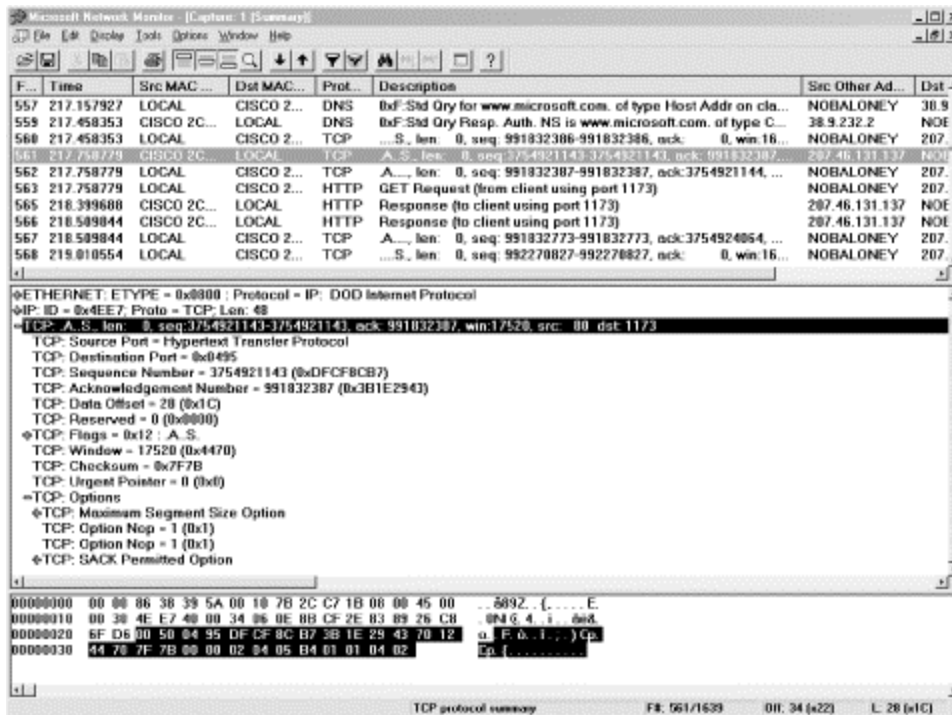 Microsoft Network Monitor - [Capture: 1 (Summary)]
File Edit Display Tools Options Window Help
F... Time Src MAC ... Dst MAC... Prot... Description Src Other Ad... Dst
557 217.157927 LOCAL CISCO 2... DNS 0xF:Std Qry for www.microsoft.com. of type Host Addr on cla... NOBALONEY 38.9
559 217.458353 CISCO 2C... LOCAL DNS 0xF:Std Qry Resp. Auth. NS is www.microsoft.com. of type C... 38.9.232.2 NOE
560 217.458353 LOCAL CISCO 2... TCP ....S., len: 0, seq: 991832386-991832386, ack: 0, win:16... NOBALONEY 207.
561 217.758779 CISCO 2C... LOCAL TCP .A..S., len: 0, seq:3754921143-3754921143, ack: 991832387... 207.46.131.137 NOE
562 217.758779 LOCAL CISCO 2... TCP .A...., len: 0, seq: 991832387-991832387, ack:3754921144, ... NOBALONEY 207.
563 217.758779 LOCAL CISCO 2... HTTP GET Request (from client using port 1173) NOBALONEY 207.
565 218.399688 CISCO 2C... LOCAL HTTP Response (to client using port 1173) 207.46.131.137 NOE
566 218.509844 CISCO 2C... LOCAL HTTP Response (to client using port 1173) 207.46.131.137 NOE
567 218.509844 LOCAL CISCO 2... TCP .A...., len: 0, seq: 991832773-991832773, ack:3754924064, ... NOBALONEY 207.
568 219.010554 LOCAL CISCO 2... TCP ....S., len: 0, seq: 992270827-992270827, ack: 0, win:16... NOBALONEY 207.
ETHERNET: ETYPE = 0x0800 : Protocol = IP: DOD Internet Protocol
IP: ID = 0x4EE7; Proto = TCP; Len: 48
TCP: .A..S., len: 0, seq:3754921143-3754921143, ack: 991832387, win:17520, src: 80 dst: 1173
TCP: Source Port = Hypertext Transfer Protocol
TCP: Destination Port = 0x0495
TCP: Sequence Number = 3754921143 (0xDFCF8CB7)
TCP: Acknowledgement Number = 991832387 (0x3B1E2943)
TCP: Data Offset = 28 (0x1C)
TCP: Reserved = 0 (0x0000)
TCP: Flags = 0x12 : .A..S.
TCP: Window = 17520 (0x4470)
TCP: Checksum = 0x7F7B
TCP: Urgent Pointer = 0 (0x0)
TCP: Options
TCP: Maximum Segment Size Option
TCP: Option Nop = 1 (0x1)
TCP: Option Nop = 1 (0x1)
TCP: SACK Permitted Option
00000000 00 00 86 38 39 5A 00 10 7B 2C C7 1B 08 00 45 00
00000010 00 30 4E E7 40 00 34 06 0E 8B CF 2E 83 89 26 C8
00000020 6F D6 00 50 04 95 DF CF 8C B7 3B 1E 29 43 70 12
00000030 44 70 7F 7B 00 00 02 04 05 B4 01 01 04 02
TCP protocol summary F#: 561/1639 Off: 34 (x22) L: 28 (x1C)